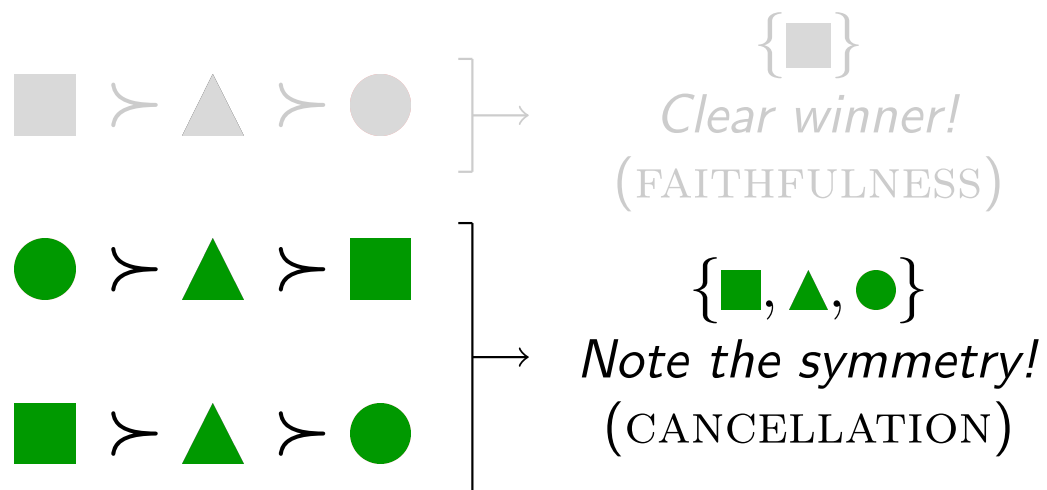 Clear winner!
(FAITHFULNESS)
Note the symmetry!
(CANCELLATION)